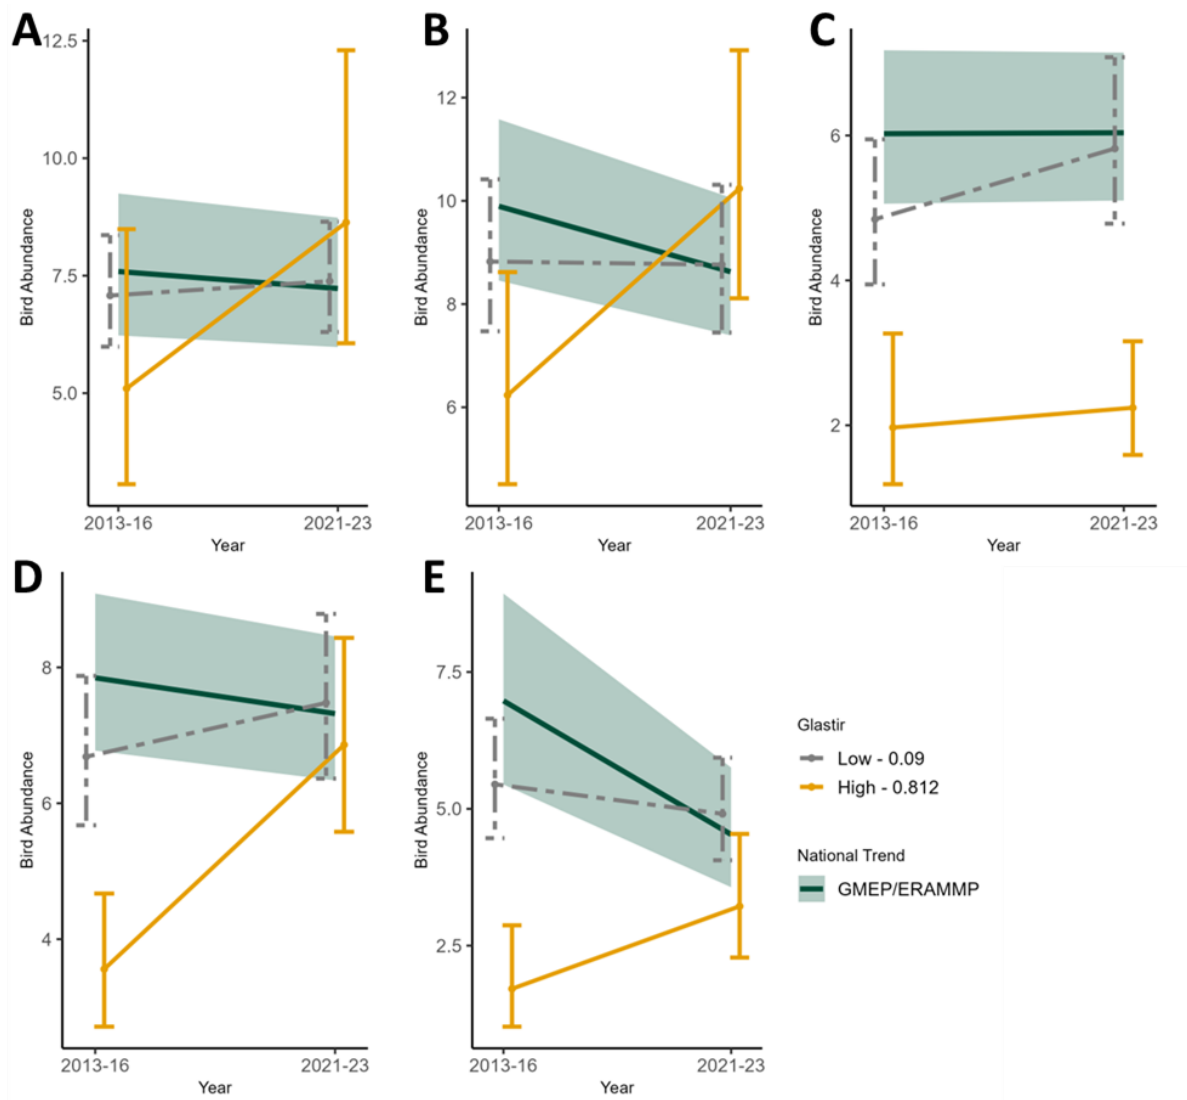 A
Bird Abundance
12.5
10.0
7.5
5.0
2013-16
2021-23
Year
B
Bird Abundance
12
10
8
6
2013-16
2021-23
Year
C
Bird Abundance
6
4
2
2013-16
2021-23
Year
D
Bird Abundance
8
6
4
2013-16
2021-23
Year
E
Bird Abundance
7.5
5.0
2.5
2013-16
2021-23
Year
Glastir
Low - 0.09
High - 0.812
National Trend
GMEP/ERAMMP